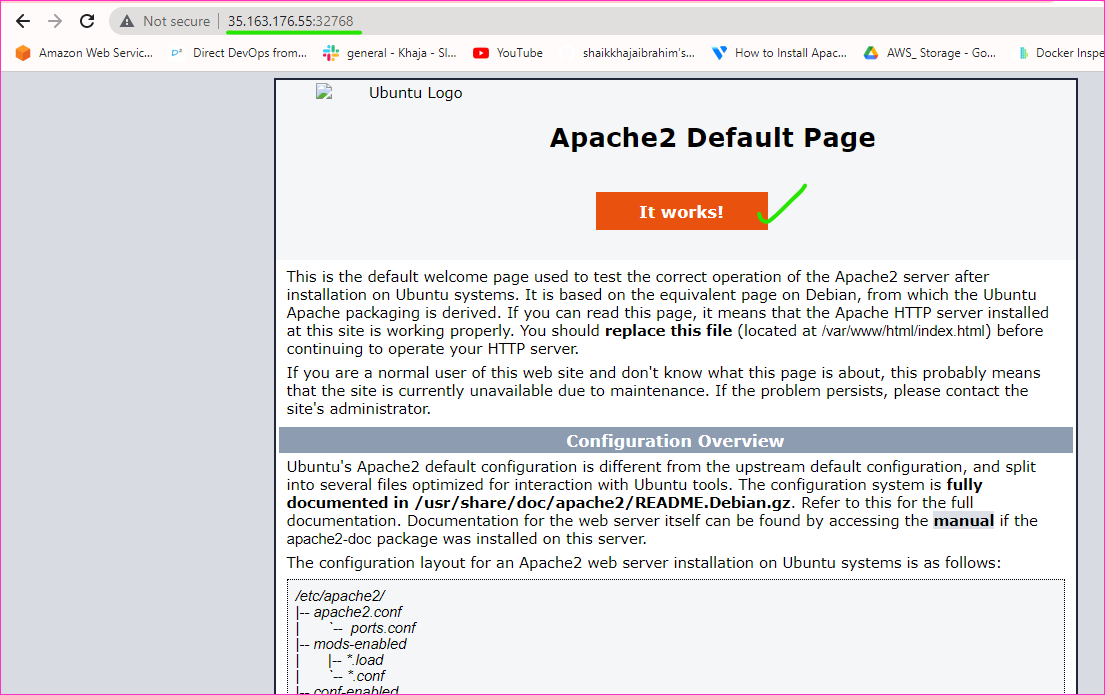 Not secure | 35.163.176.55:32768
Amazon Web Servic... Direct DevOps from... general - Khaja - Sl... YouTube shaikkhajaibrahim's... How to Install Apac... AWS_ Storage - Go... Docker Inspe
Ubuntu Logo
Apache2 Default Page
It works!
This is the default welcome page used to test the correct operation of the Apache2 server after
installation on Ubuntu systems. It is based on the equivalent page on Debian, from which the Ubuntu
Apache packaging is derived. If you can read this page, it means that the Apache HTTP server installed
at this site is working properly. You should replace this file (located at /var/www/html/index.html) before
continuing to operate your HTTP server.
If you are a normal user of this web site and don't know what this page is about, this probably means
that the site is currently unavailable due to maintenance. If the problem persists, please contact the
site's administrator.
Configuration Overview
Ubuntu's Apache2 default configuration is different from the upstream default configuration, and split
into several files optimized for interaction with Ubuntu tools. The configuration system is fully
documented in /usr/share/doc/apache2/README.Debian.gz. Refer to this for the full
documentation. Documentation for the web server itself can be found by accessing the manual if the
apache2-doc package was installed on this server.
The configuration layout for an Apache2 web server installation on Ubuntu systems is as follows:
/etc/apache2/
|-- apache2.conf
|       `--  ports.conf
|-- mods-enabled
|       |-- *.load
|       `-- *.conf
|-- conf-enabled